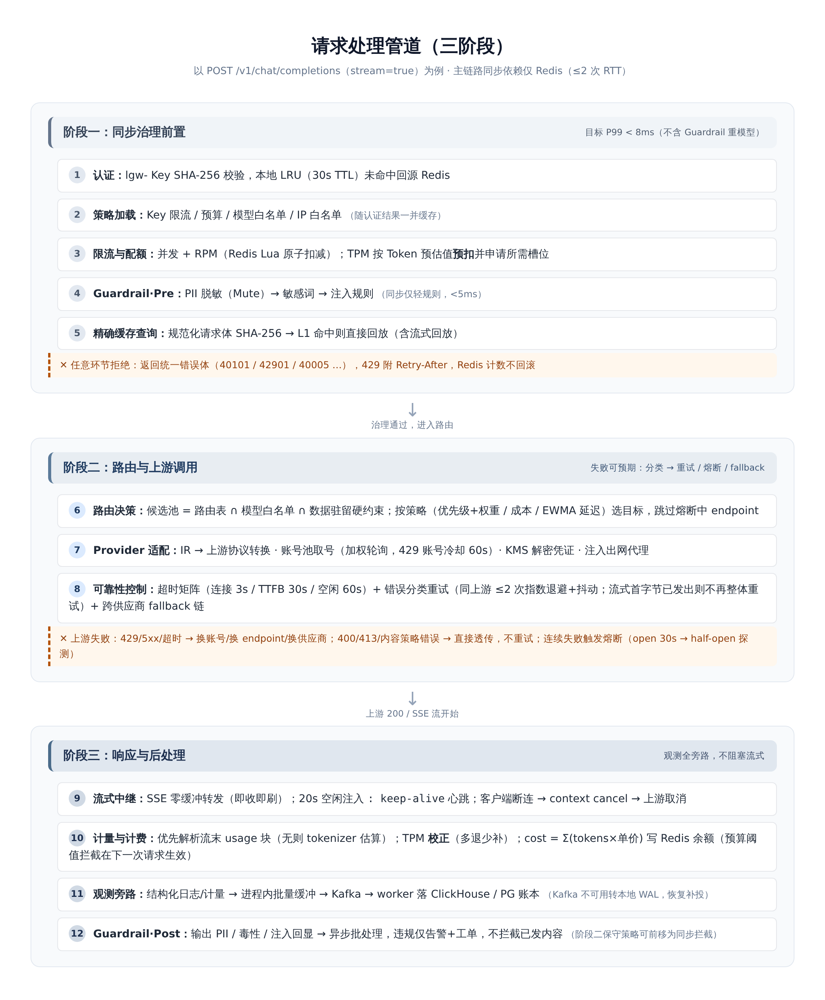 请求处理管道（三阶段）
以 POST /v1/chat/completions（stream=true）为例 · 主链路同步依赖仅 Redis（≤2 次 RTT）
阶段一：同步治理前置
目标 P99 < 8ms（不含 Guardrail 重模型）
1 认证：lgw- Key SHA-256 校验，本地 LRU（30s TTL）未命中回源 Redis
2 策略加载：Key 限流 / 预算 / 模型白名单 / IP 白名单 （随认证结果一并缓存）
3 限流与配额：并发 + RPM（Redis Lua 原子扣减）；TPM 按 Token 预估值预扣并申请所需槽位
4 Guardrail·Pre：PII 脱敏（Mute）→ 敏感词 → 注入规则 （同步仅轻规则，<5ms）
5 精确缓存查询：规范化请求体 SHA-256 → L1 命中则直接回放（含流式回放）
✕ 任意环节拒绝：返回统一错误体（40101 / 42901 / 40005 …），429 附 Retry-After，Redis 计数不回滚
↓
治理通过，进入路由
阶段二：路由与上游调用
失败可预期：分类 → 重试 / 熔断 / fallback
6 路由决策：候选池 = 路由表 ∩ 模型白名单 ∩ 数据驻留硬约束；按策略（优先级+权重 / 成本 / EWMA 延迟）选目标，跳过熔断中 endpoint
7 Provider 适配：IR → 上游协议转换 · 账号池取号（加权轮询，429 账号冷却 60s）· KMS 解密凭证 · 注入出网代理
8 可靠性控制：超时矩阵（连接 3s / TTFB 30s / 空闲 60s）+ 错误分类重试（同上游 ≤2 次指数退避+抖动；流式首字节已发出则不再整体重
试）+ 跨供应商 fallback 链
✕ 上游失败：429/5xx/超时 → 换账号/换 endpoint/换供应商；400/413/内容策略错误 → 直接透传，不重试；连续失败触发熔断（open 30s → half-open 探
测）
↓
上游 200 / SSE 流开始
阶段三：响应与后处理
观测全旁路，不阻塞流式
9 流式中继：SSE 零缓冲转发（即收即刷）；20s 空闲注入 : keep-alive 心跳；客户端断连 → context cancel → 上游取消
10 计量与计费：优先解析流末 usage 块（无则 tokenizer 估算）；TPM 校正（多退少补）；cost = Σ(tokens×单价) 写 Redis 余额（预算阈
值拦截在下一次请求生效）
11 观测旁路：结构化日志/计量 → 进程内批量缓冲 → Kafka → worker 落 ClickHouse / PG 账本 （Kafka 不可用转本地 WAL，恢复补投）
12 Guardrail·Post：输出 PII / 毒性 / 注入回显 → 异步批处理，违规仅告警+工单，不拦截已发内容 （阶段二保守策略可前移为同步拦截）